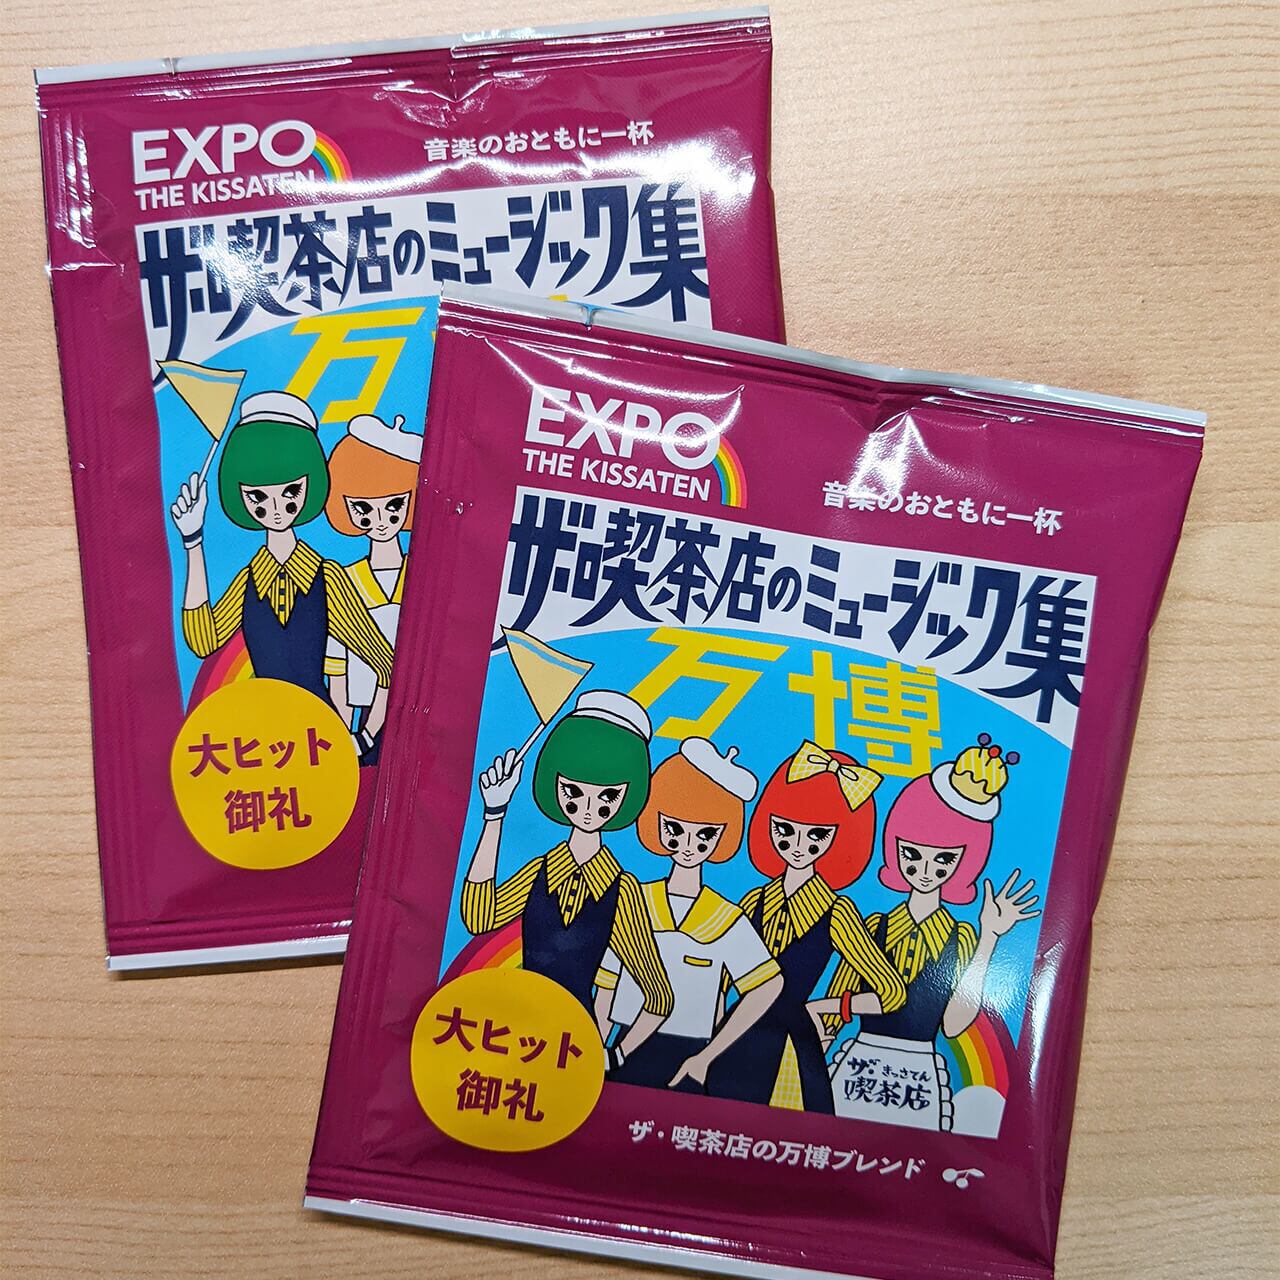 EXPO
THE KISSATEN
音楽のおともに一杯
ザ・喫茶店のミュージック集
万
大ヒット
御礼
EXPO
THE KISSATEN
音楽のおともに一杯
ザ・喫茶店のミュージック集
万博
ザ・きっさてん
喫茶店
大ヒット
御礼
ザ・喫茶店の万博ブレンド